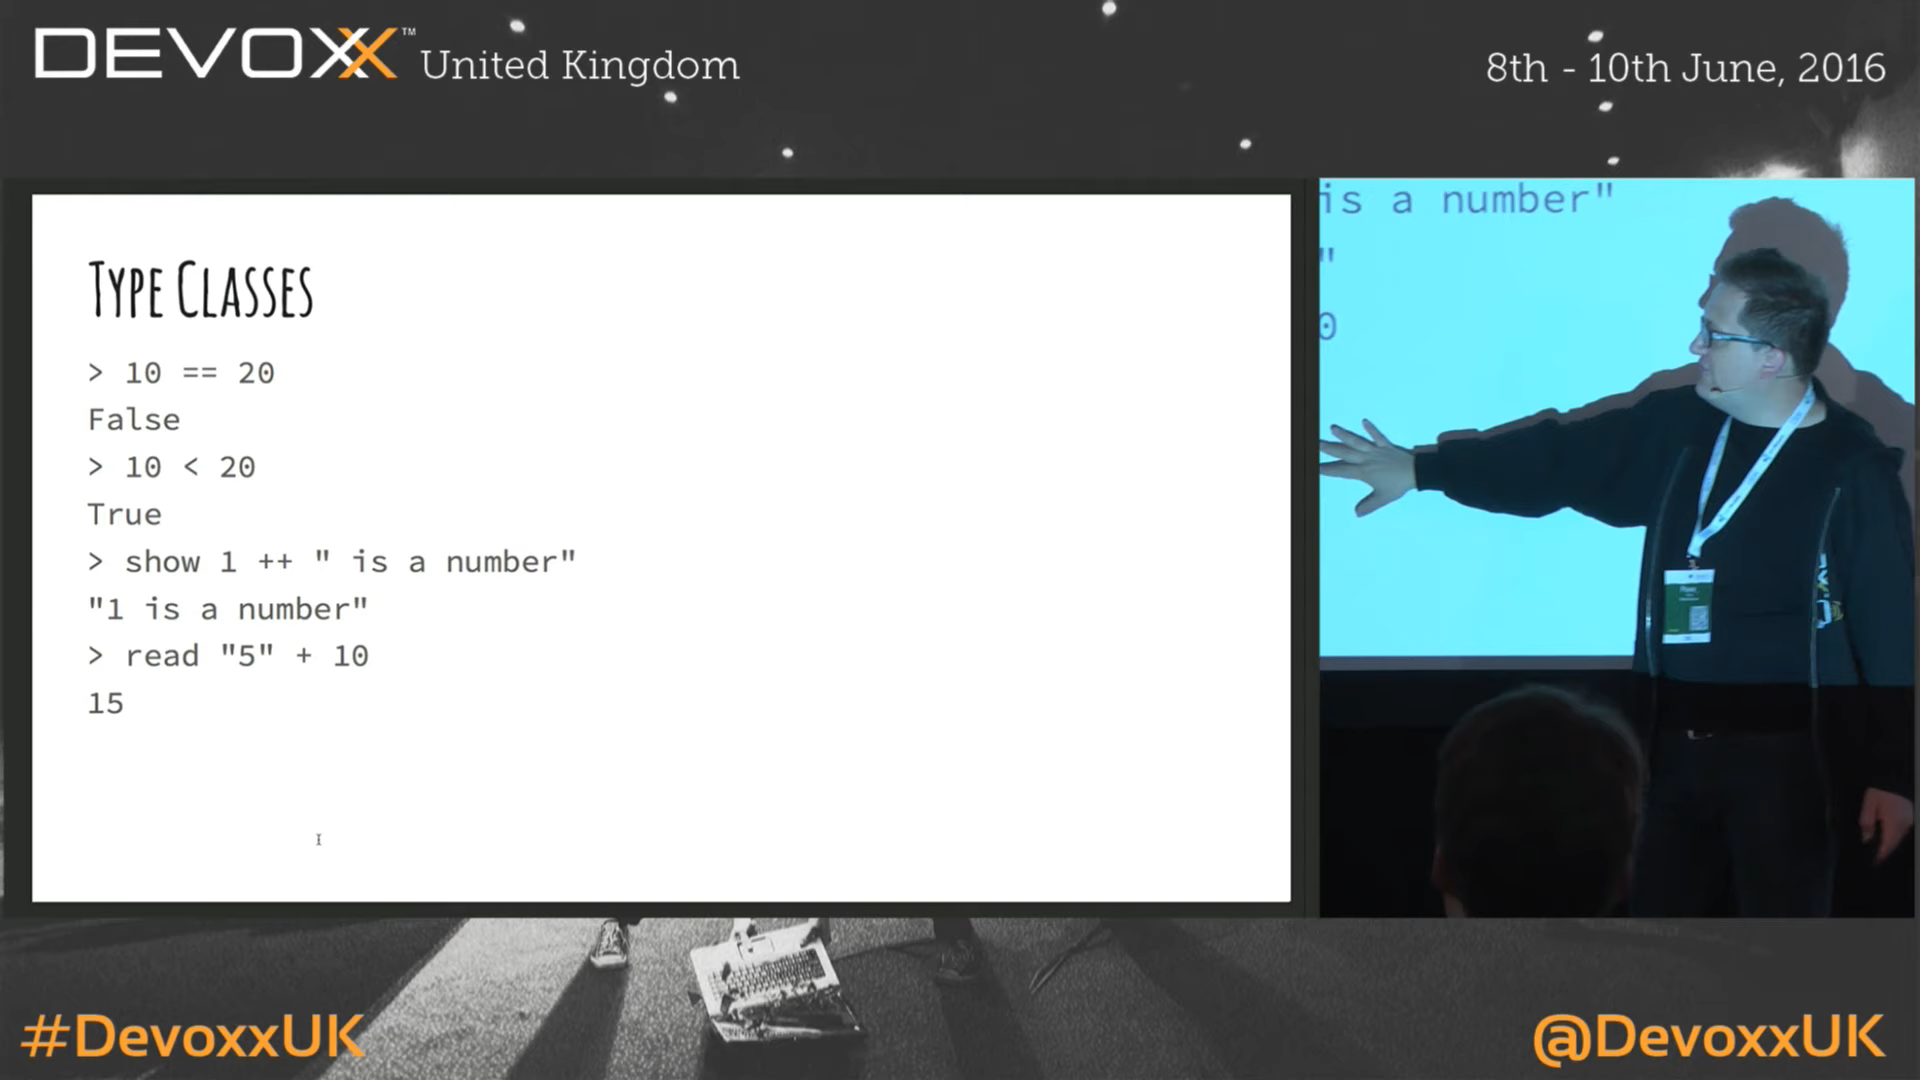 DEVOXX™ United Kingdom
8th - 10th June, 2016
TYPE CLASSES
> 10 == 20
False
> 10 < 20
True
> show 1 ++ " is a number"
"1 is a number"
> read "5" + 10
15
is a number"
"
0
#DevoxxUK
@DevoxxUK